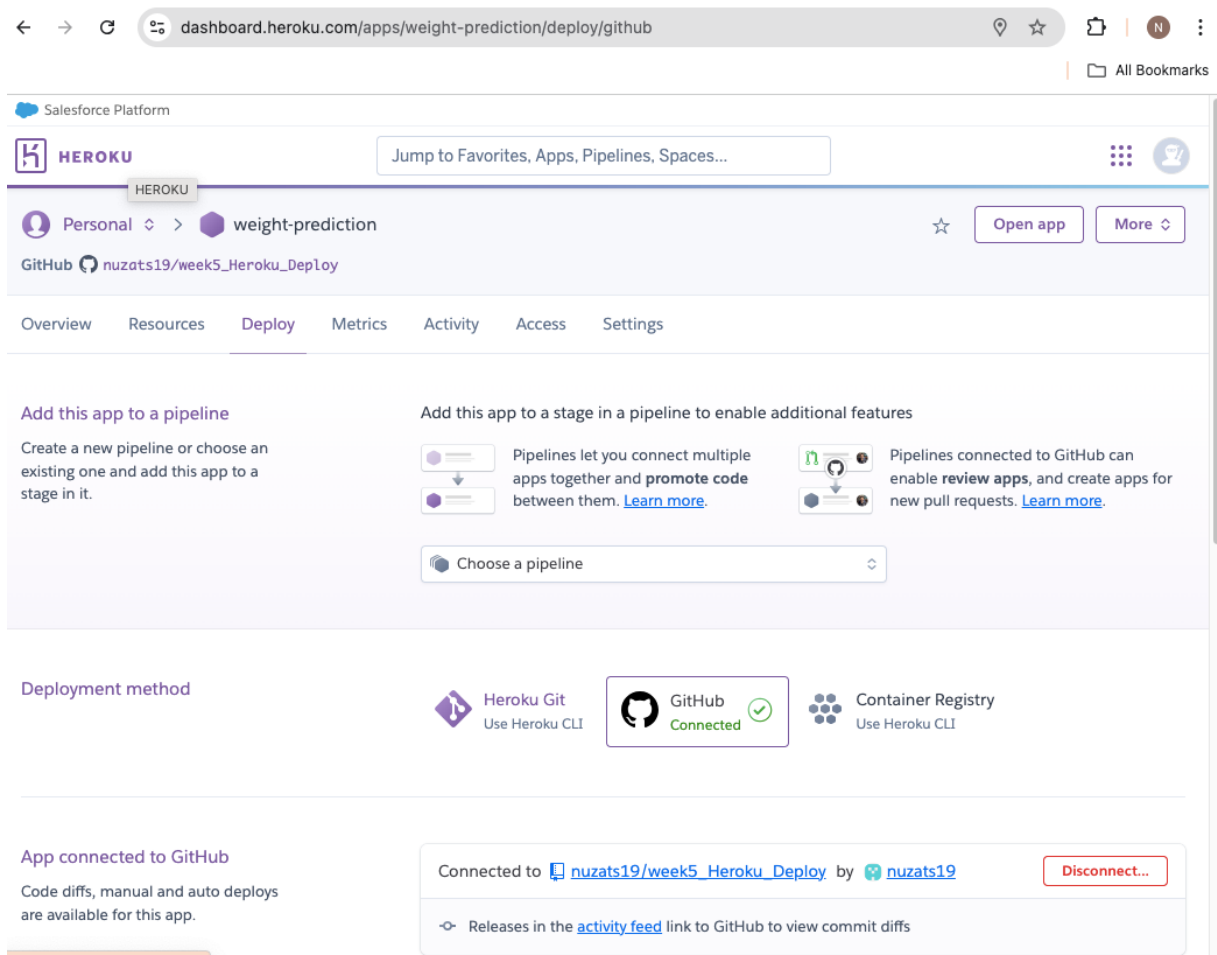 dashboard.heroku.com/apps/weight-prediction/deploy/github
N
All Bookmarks
Salesforce Platform
HEROKU
Jump to Favorites, Apps, Pipelines, Spaces...
HEROKU
Personal
weight-prediction
Open app
More
GitHub nuzats19/week5_Heroku_Deploy
Overview Resources Deploy Metrics Activity Access Settings
Add this app to a pipeline
Create a new pipeline or choose an
existing one and add this app to a
stage in it.
Add this app to a stage in a pipeline to enable additional features
Pipelines let you connect multiple
apps together and promote code
between them. Learn more.
Pipelines connected to GitHub can
enable review apps, and create apps for
new pull requests. Learn more.
Choose a pipeline
Deployment method
Heroku Git
Use Heroku CLI
GitHub
Connected
Container Registry
Use Heroku CLI
App connected to GitHub
Code diffs, manual and auto deploys
are available for this app.
Connected to nuzats19/week5_Heroku_Deploy by nuzats19
Disconnect...
Releases in the activity feed link to GitHub to view commit diffs